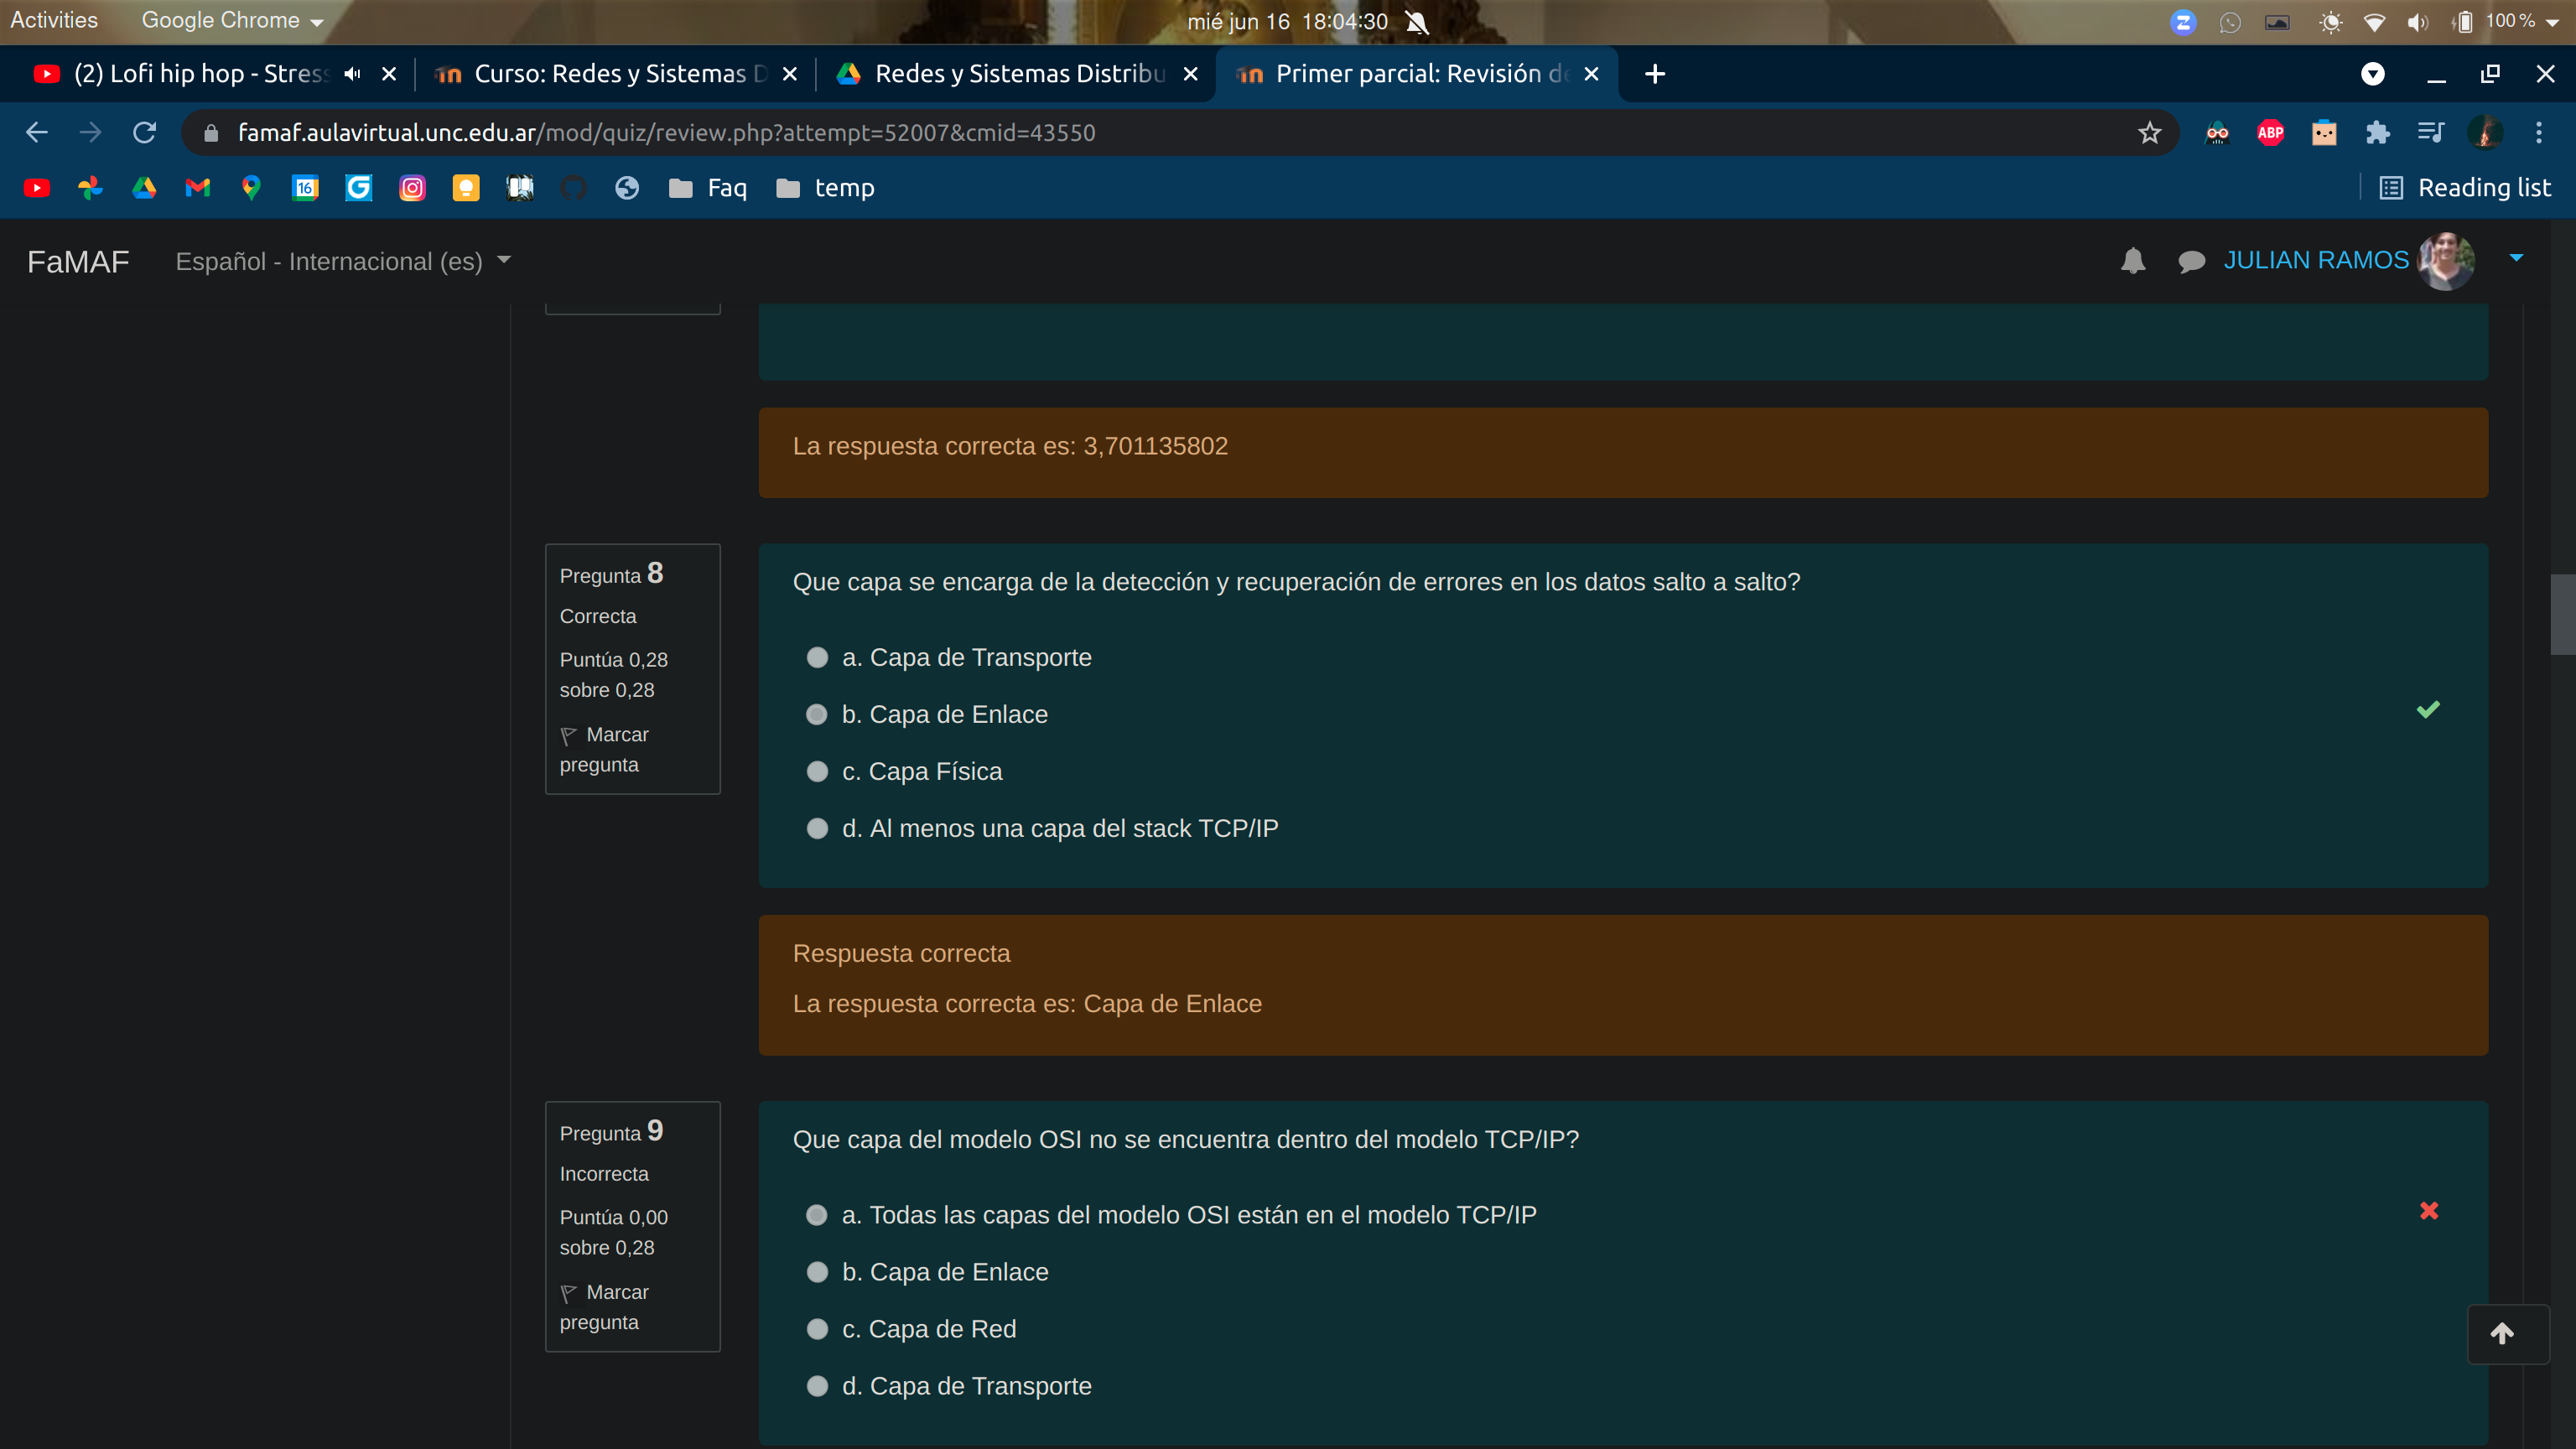 Activities
Google Chrome
mié jun 16 18:04:30
100 %
(2) Lofi hip hop - Stress
Curso: Redes y Sistemas D
Redes y Sistemas Distribu
Primer parcial: Revisión de
famaf.aulavirtual.unc.edu.ar/mod/quiz/review.php?attempt=52007&cmid=43550
ABP
16
Faq
temp
Reading list
FaMAF
Español - Internacional (es)
JULIAN RAMOS
La respuesta correcta es: 3,701135802
Pregunta 8
Correcta
Puntúa 0,28
sobre 0,28
Marcar
pregunta
Que capa se encarga de la detección y recuperación de errores en los datos salto a salto?
a. Capa de Transporte
b. Capa de Enlace
c. Capa Física
d. Al menos una capa del stack TCP/IP
Respuesta correcta
La respuesta correcta es: Capa de Enlace
Pregunta 9
Incorrecta
Puntúa 0,00
sobre 0,28
Marcar
pregunta
Que capa del modelo OSI no se encuentra dentro del modelo TCP/IP?
a. Todas las capas del modelo OSI están en el modelo TCP/IP
b. Capa de Enlace
c. Capa de Red
d. Capa de Transporte